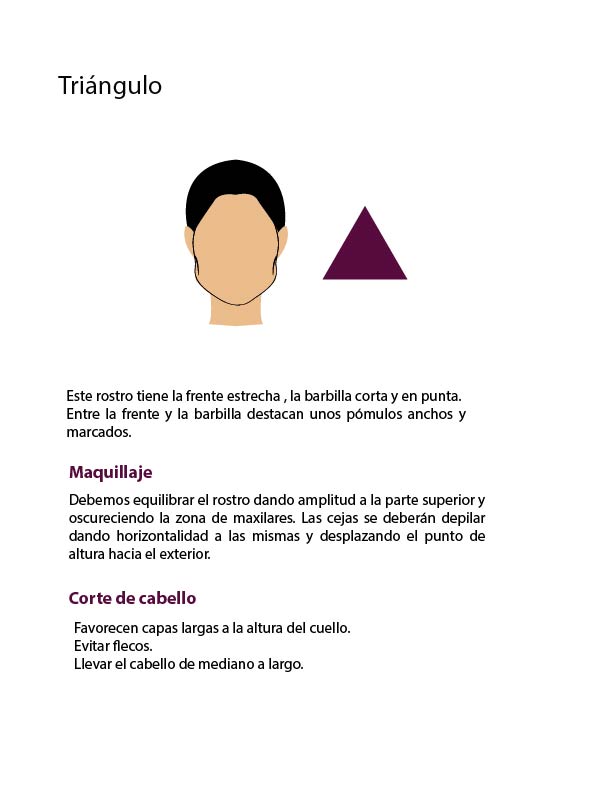 Triángulo
Este rostro tiene la frente estrecha , la barbilla corta y en punta.
Entre la frente y la barbilla destacan unos pómulos anchos y
marcados.
Maquillaje
Debemos equilibrar el rostro dando amplitud a la parte superior y
oscureciendo la zona de maxilares. Las cejas se deberán depilar
dando horizontalidad a las mismas y desplazando el punto de
altura hacia el exterior.
Corte de cabello
Favorecen capas largas a la altura del cuello.
Evitar flecos.
Llevar el cabello de mediano a largo.